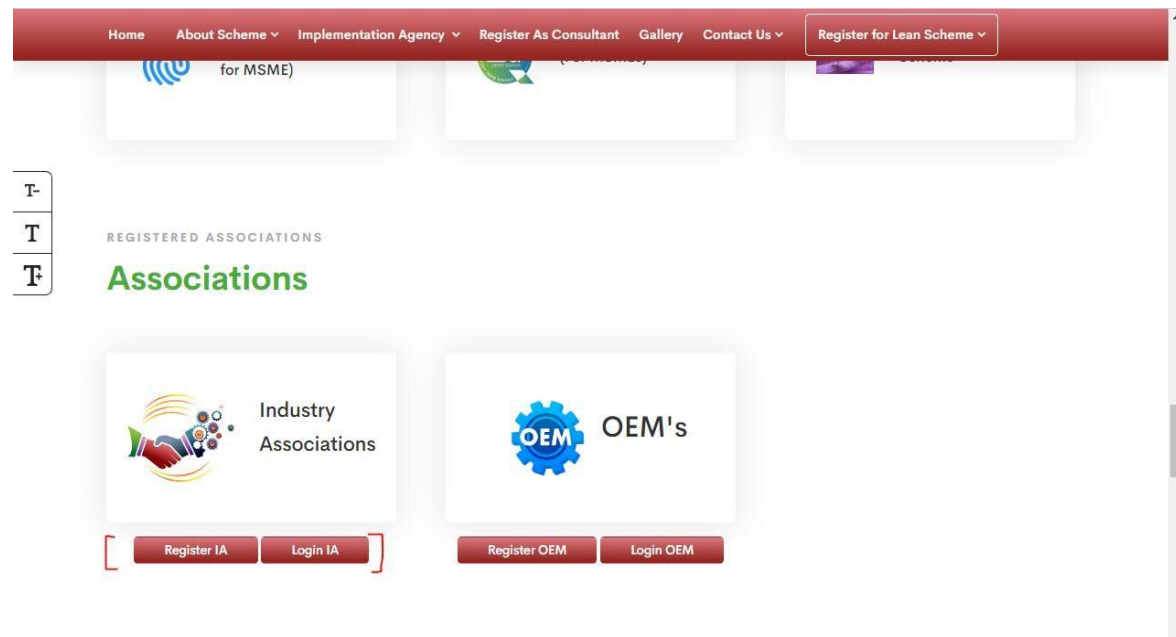 Home About Scheme Implementation Agency Register As Consultant Gallery Contact Us Register for Lean Scheme
for MSME)
T-
T
T+
REGISTERED ASSOCIATIONS
Associations
Industry
Associations
OEM
OEM's
Register IA Login IA
Register OEM Login OEM